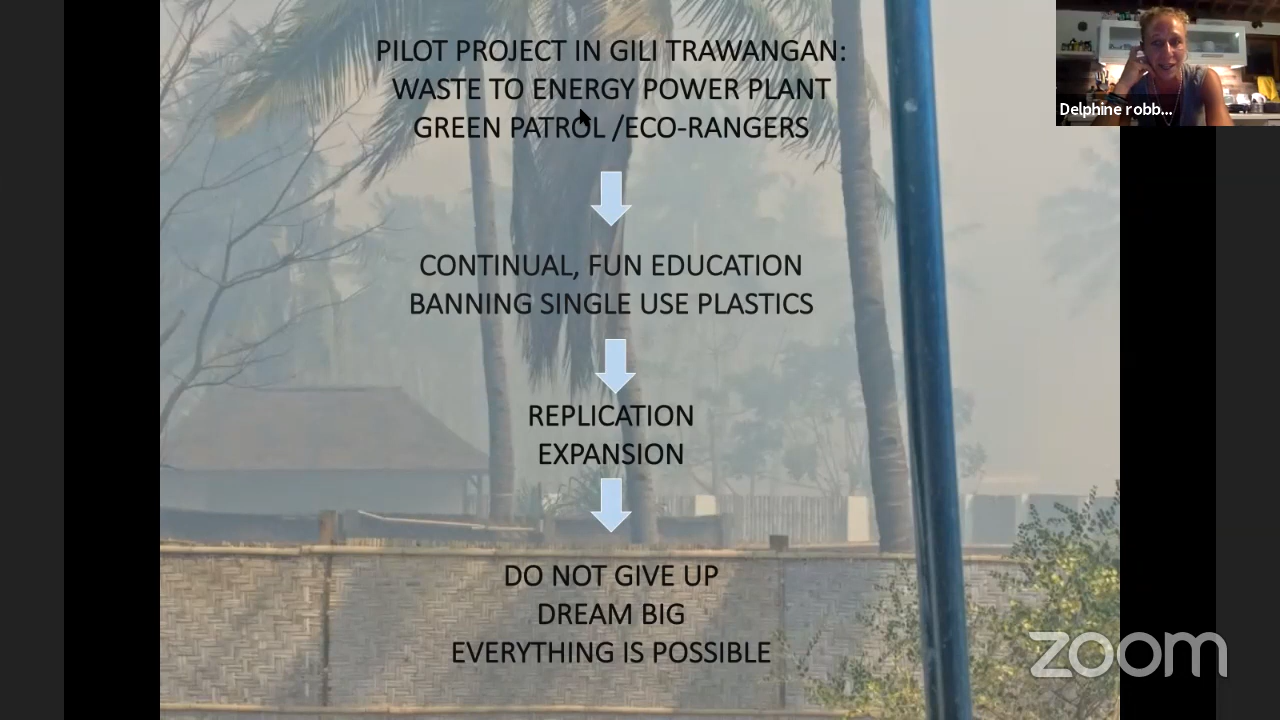 PILOT PROJECT IN GILI TRAWANGAN:
WASTE TO ENERGY POWER PLANT
GREEN PATROL /ECO-RANGERS
CONTINUAL, FUN EDUCATION
BANNING SINGLE USE PLASTICS
REPLICATION
EXPANSION
DO NOT GIVE UP
DREAM BIG
EVERYTHING IS POSSIBLE
Delphine robb...
zoom